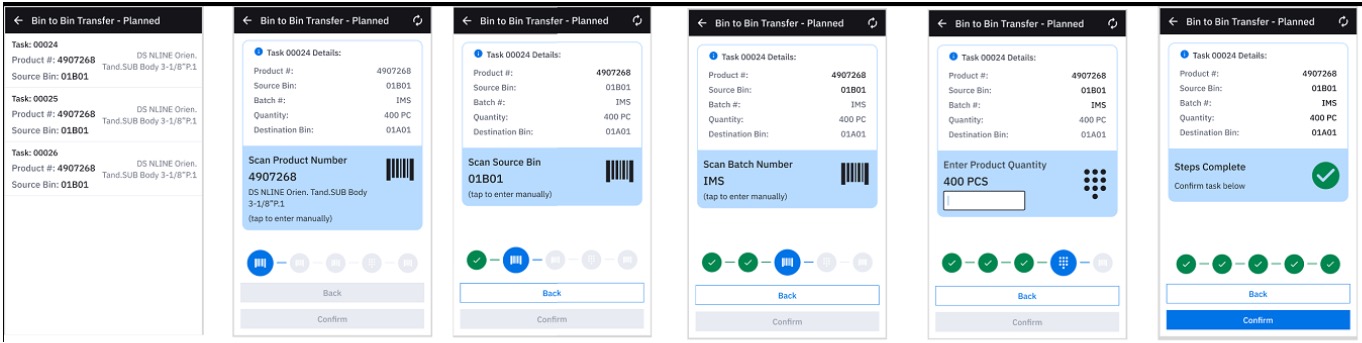 Bin to Bin Transfer - Planned
Task: 00024
Product #: 4907268
DS NLINE Orien.
Tand.SUB Body 3-1/8"P.1
Source Bin: 01B01
Task: 00025
Product #: 4907268
DS NLINE Orien.
Tand.SUB Body 3-1/8"P.1
Source Bin: 01B01
Task: 00026
Product #: 4907268
DS NLINE Orien.
Tand.SUB Body 3-1/8"P.1
Source Bin: 01B01
Bin to Bin Transfer - Planned
Task 00024 Details:
Product #: 4907268
Source Bin: 01B01
Batch #: IMS
Quantity: 400 PC
Destination Bin: 01A01
Scan Product Number
4907268
DS NLINE Orien. Tand.SUB Body
3-1/8"P.1
(tap to enter manually)
Back
Confirm
Bin to Bin Transfer - Planned
Task 00024 Details:
Product #: 4907268
Source Bin: 01B01
Batch #: IMS
Quantity: 400 PC
Destination Bin: 01A01
Scan Source Bin
01B01
(tap to enter manually)
Back
Confirm
Bin to Bin Transfer - Planned
Task 00024 Details:
Product #: 4907268
Source Bin: 01B01
Batch #: IMS
Quantity: 400 PC
Destination Bin: 01A01
Scan Batch Number
IMS
(tap to enter manually)
Back
Confirm
Bin to Bin Transfer - Planned
Task 00024 Details:
Product #: 4907268
Source Bin: 01B01
Batch #: IMS
Quantity: 400 PC
Destination Bin: 01A01
Enter Product Quantity
400 PCS
Back
Confirm
Bin to Bin Transfer - Planned
Task 00024 Details:
Product #: 4907268
Source Bin: 01B01
Batch #: IMS
Quantity: 400 PC
Destination Bin: 01A01
Steps Complete
Confirm task below
Back
Confirm